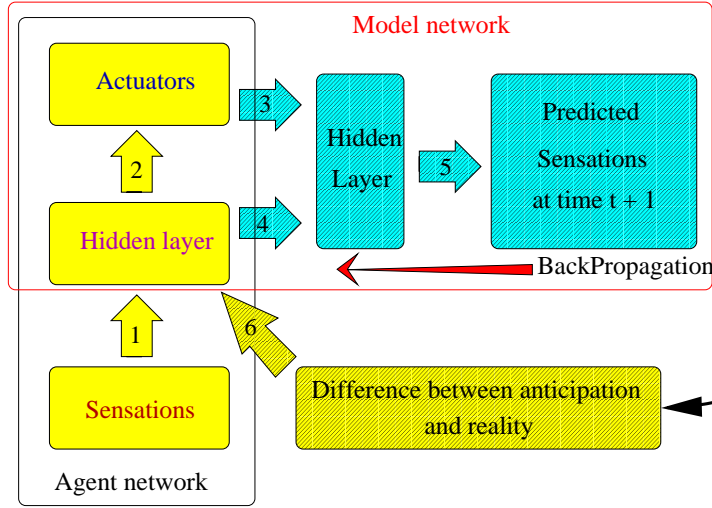 Model network
Actuators
3
Hidden
Layer
Predicted
Sensations
at time t + 1
2
5
Hidden layer
4
BackPropagation
1
6
Sensations
Difference between anticipation
and reality
Agent network